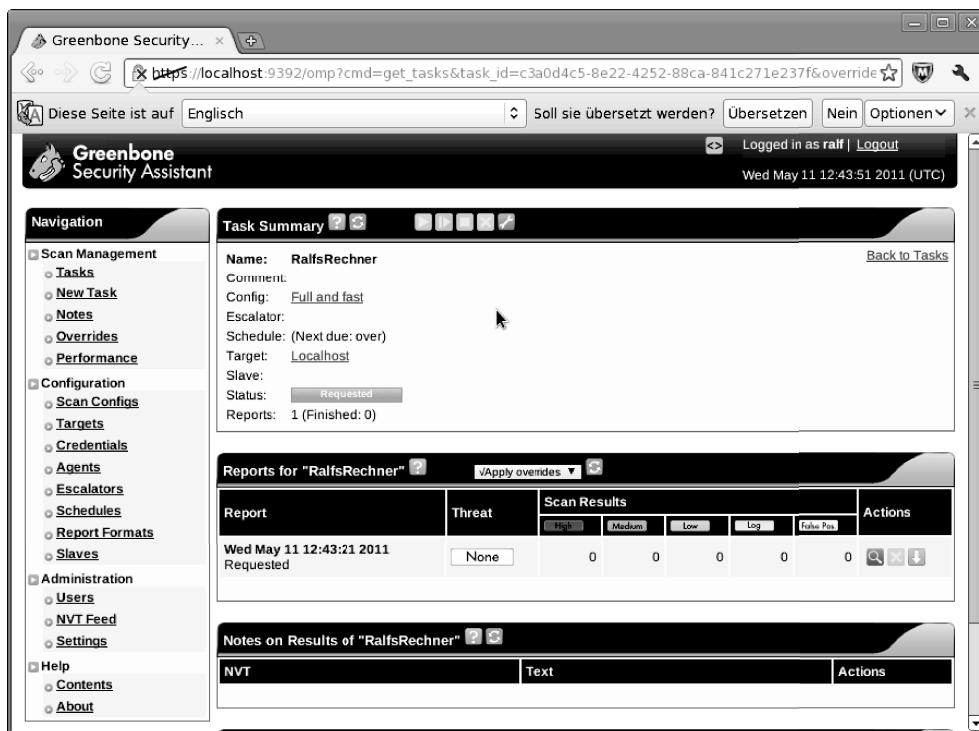 Greenbone Security...
https://localhost:9392/omp?cmd=get_tasks&task_id=c3a0d4c5-8e22-4252-88ca-841c271e237f&override
Diese Seite ist auf Englisch Soll sie übersetzt werden? Übersetzen Nein Optionen
Greenbone
Security Assistant
<> Logged in as ralf | Logout
Wed May 11 12:43:51 2011 (UTC)
Navigation
Scan Management
Tasks
New Task
Notes
Overrides
Performance
Configuration
Scan Configs
Targets
Credentials
Agents
Escalators
Schedules
Report Formats
Slaves
Administration
Users
NVT Feed
Settings
Help
Contents
About
Task Summary ?
Back to Tasks
Name: RalfsRechner
Comment:
Config: Full and fast
Escalator:
Schedule: (Next due: over)
Target: Localhost
Slave:
Status: Requested
Reports: 1 (Finished: 0)
Reports for "RalfsRechner" ? √Apply overrides
Report Threat Scan Results Actions
High Medium Low Log False Pos.
Wed May 11 12:43:21 2011
Requested
None 0 0 0 0 0
Notes on Results of "RalfsRechner" ?
NVT Text Actions